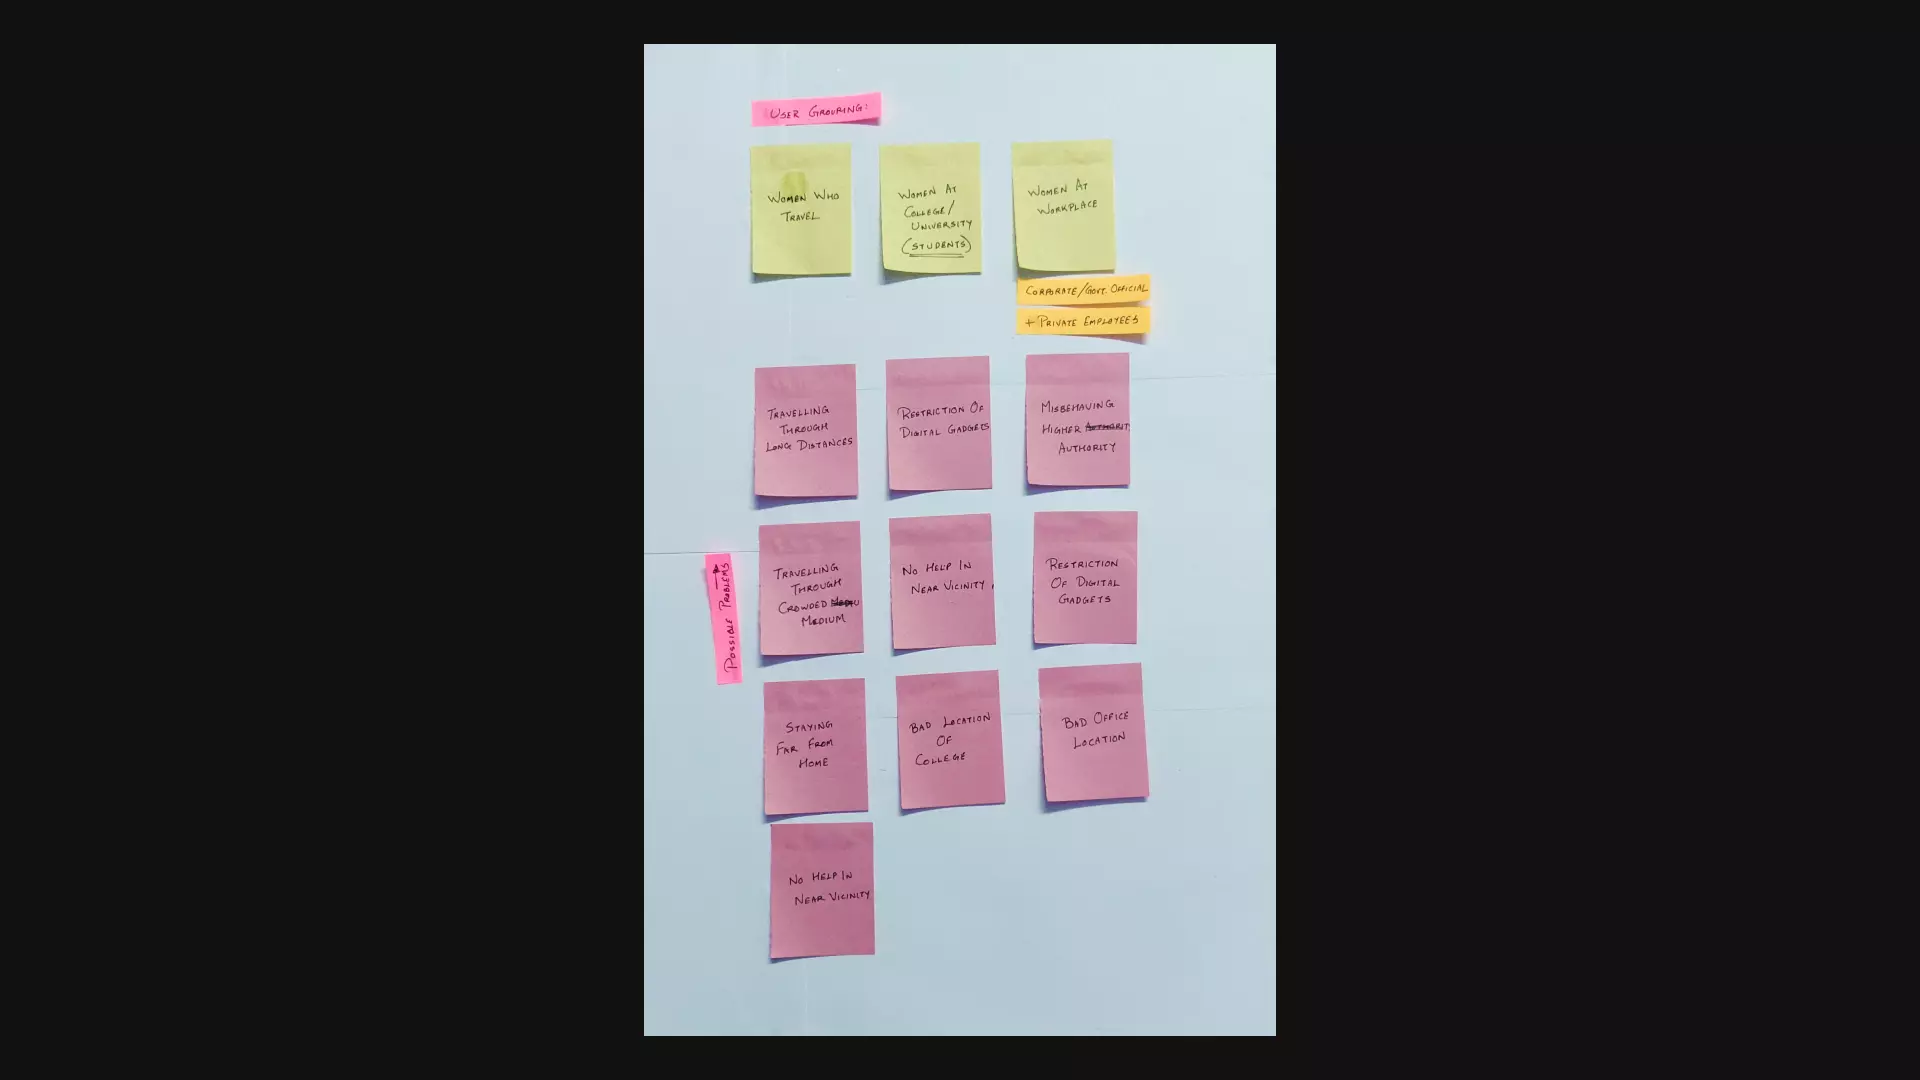 USER GROUPING:
WOMEN WHO
TRAVEL
WOMEN AT
COLLEGE/
UNIVERSITY
(STUDENTS)
WOMEN AT
WORKPLACE
CORPORATE/GOVT. OFFICIAL
+ PRIVATE EMPLOYEES
POSSIBLE PROBLEMS
TRAVELLING
THROUGH
LONG DISTANCES
RESTRICTION OF
DIGITAL GADGETS
MISBEHAVING
HIGHER
AUTHORITY
TRAVELLING
THROUGH
CROWDED
MEDIUM
NO HELP IN
NEAR VICINITY
RESTRICTION
OF DIGITAL
GADGETS
STAYING
FAR FROM
HOME
BAD LOCATION
OF
COLLEGE
BAD OFFICE
LOCATION
NO HELP IN
NEAR VICINITY